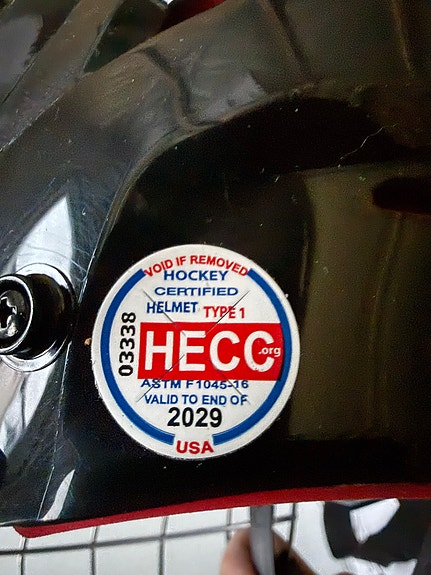 VOID IF REMOVED
HOCKEY
CERTIFIED
HELMET TYPE 1
03338
HECC.org
ASTM F1045-16
VALID TO END OF
2029
USA